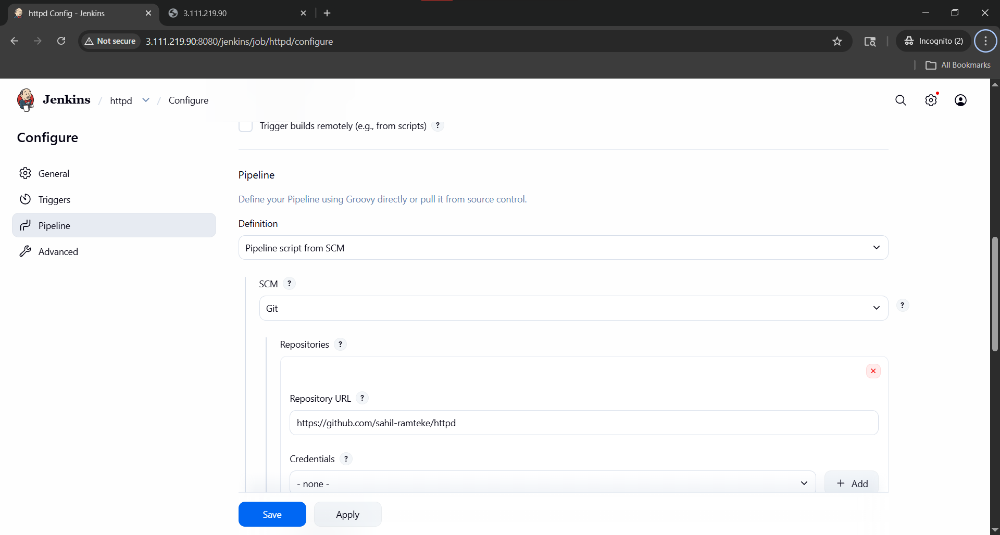 httpd Config - Jenkins
3.111.219.90
Not secure
3.111.219.90:8080/jenkins/job/httpd/configure
Incognito (2)
All Bookmarks
Jenkins / httpd / Configure
Configure
General
Triggers
Pipeline
Advanced
Trigger builds remotely (e.g., from scripts) ?
Pipeline
Define your Pipeline using Groovy directly or pull it from source control.
Definition
Pipeline script from SCM
SCM ?
Git
?
Repositories ?
Repository URL ?
https://github.com/sahil-ramteke/httpd
Credentials ?
- none -
+ Add
Save
Apply